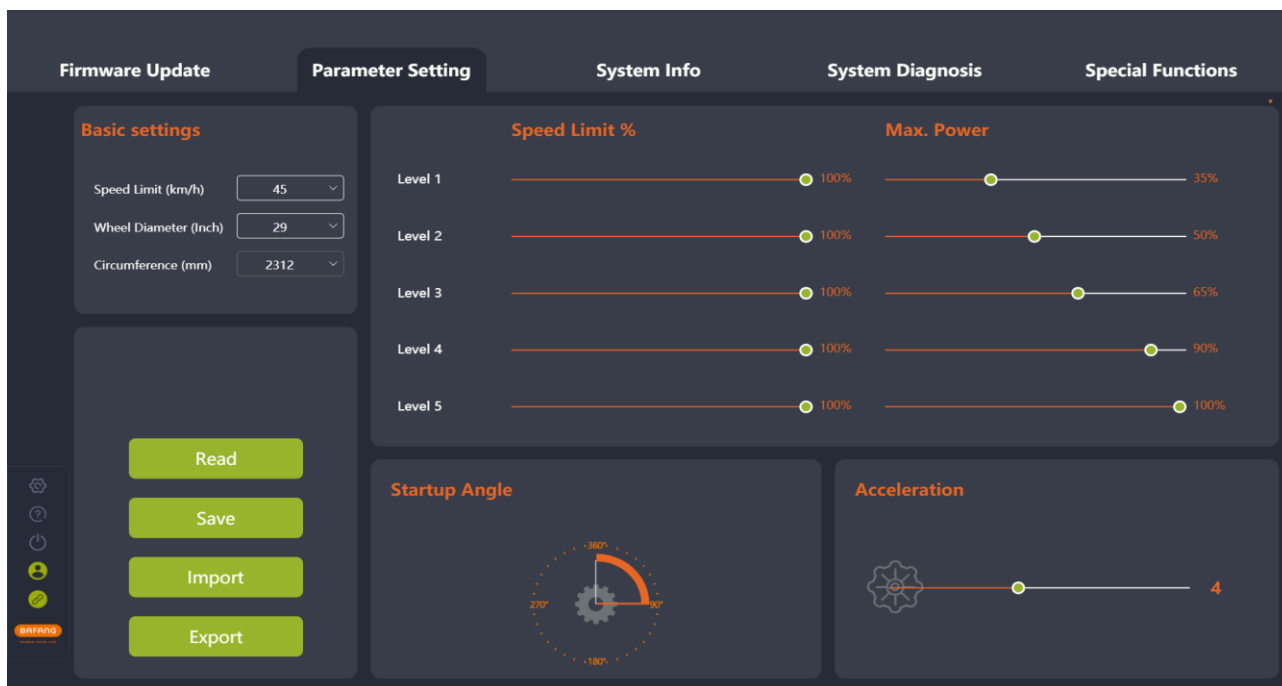 Firmware Update
Parameter Setting
System Info
System Diagnosis
Special Functions
Basic settings
Speed Limit (km/h)
45
Wheel Diameter (Inch)
29
Circumference (mm)
2312
Speed Limit %
Max. Power
Level 1
100%
35%
Level 2
100%
50%
Level 3
100%
65%
Level 4
100%
90%
Level 5
100%
100%
Read
Save
Import
Export
Startup Angle
360°
270°
90°
180°
Acceleration
4
BAFANG